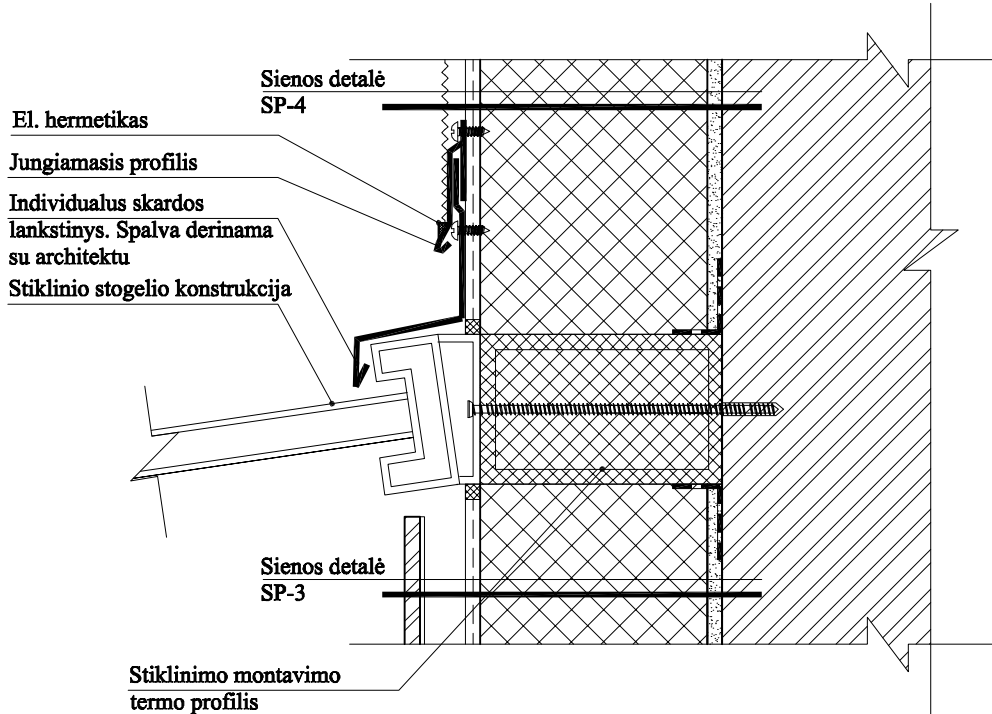 Sienos detalė
SP-4
El. hermetikas
Jungiamasis profilis
Individualus skardos
lankstinys. Spalva derinama
su architektu
Stiklinio stogelio konstrukcija
Sienos detalė
SP-3
Stiklinimo montavimo
termo profilis